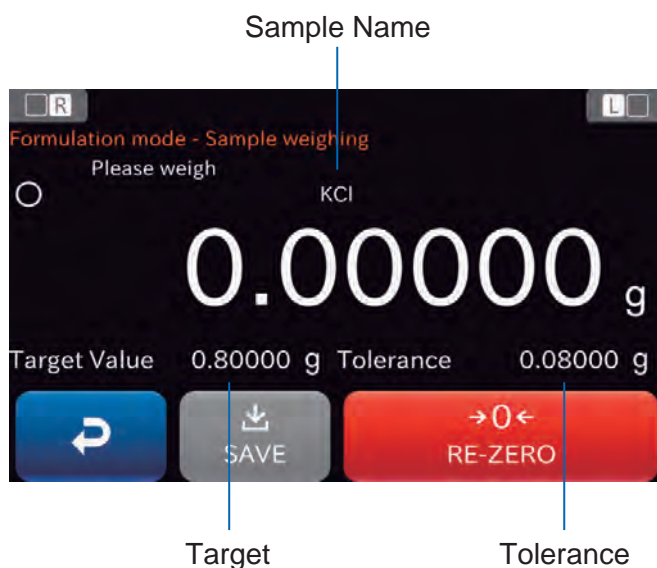 Sample Name
R L
Formulation mode - Sample weighing
Please weigh
KCl
0.00000 g
Target Value 0.80000 g Tolerance 0.08000 g
→0←
SAVE RE-ZERO
Target Tolerance